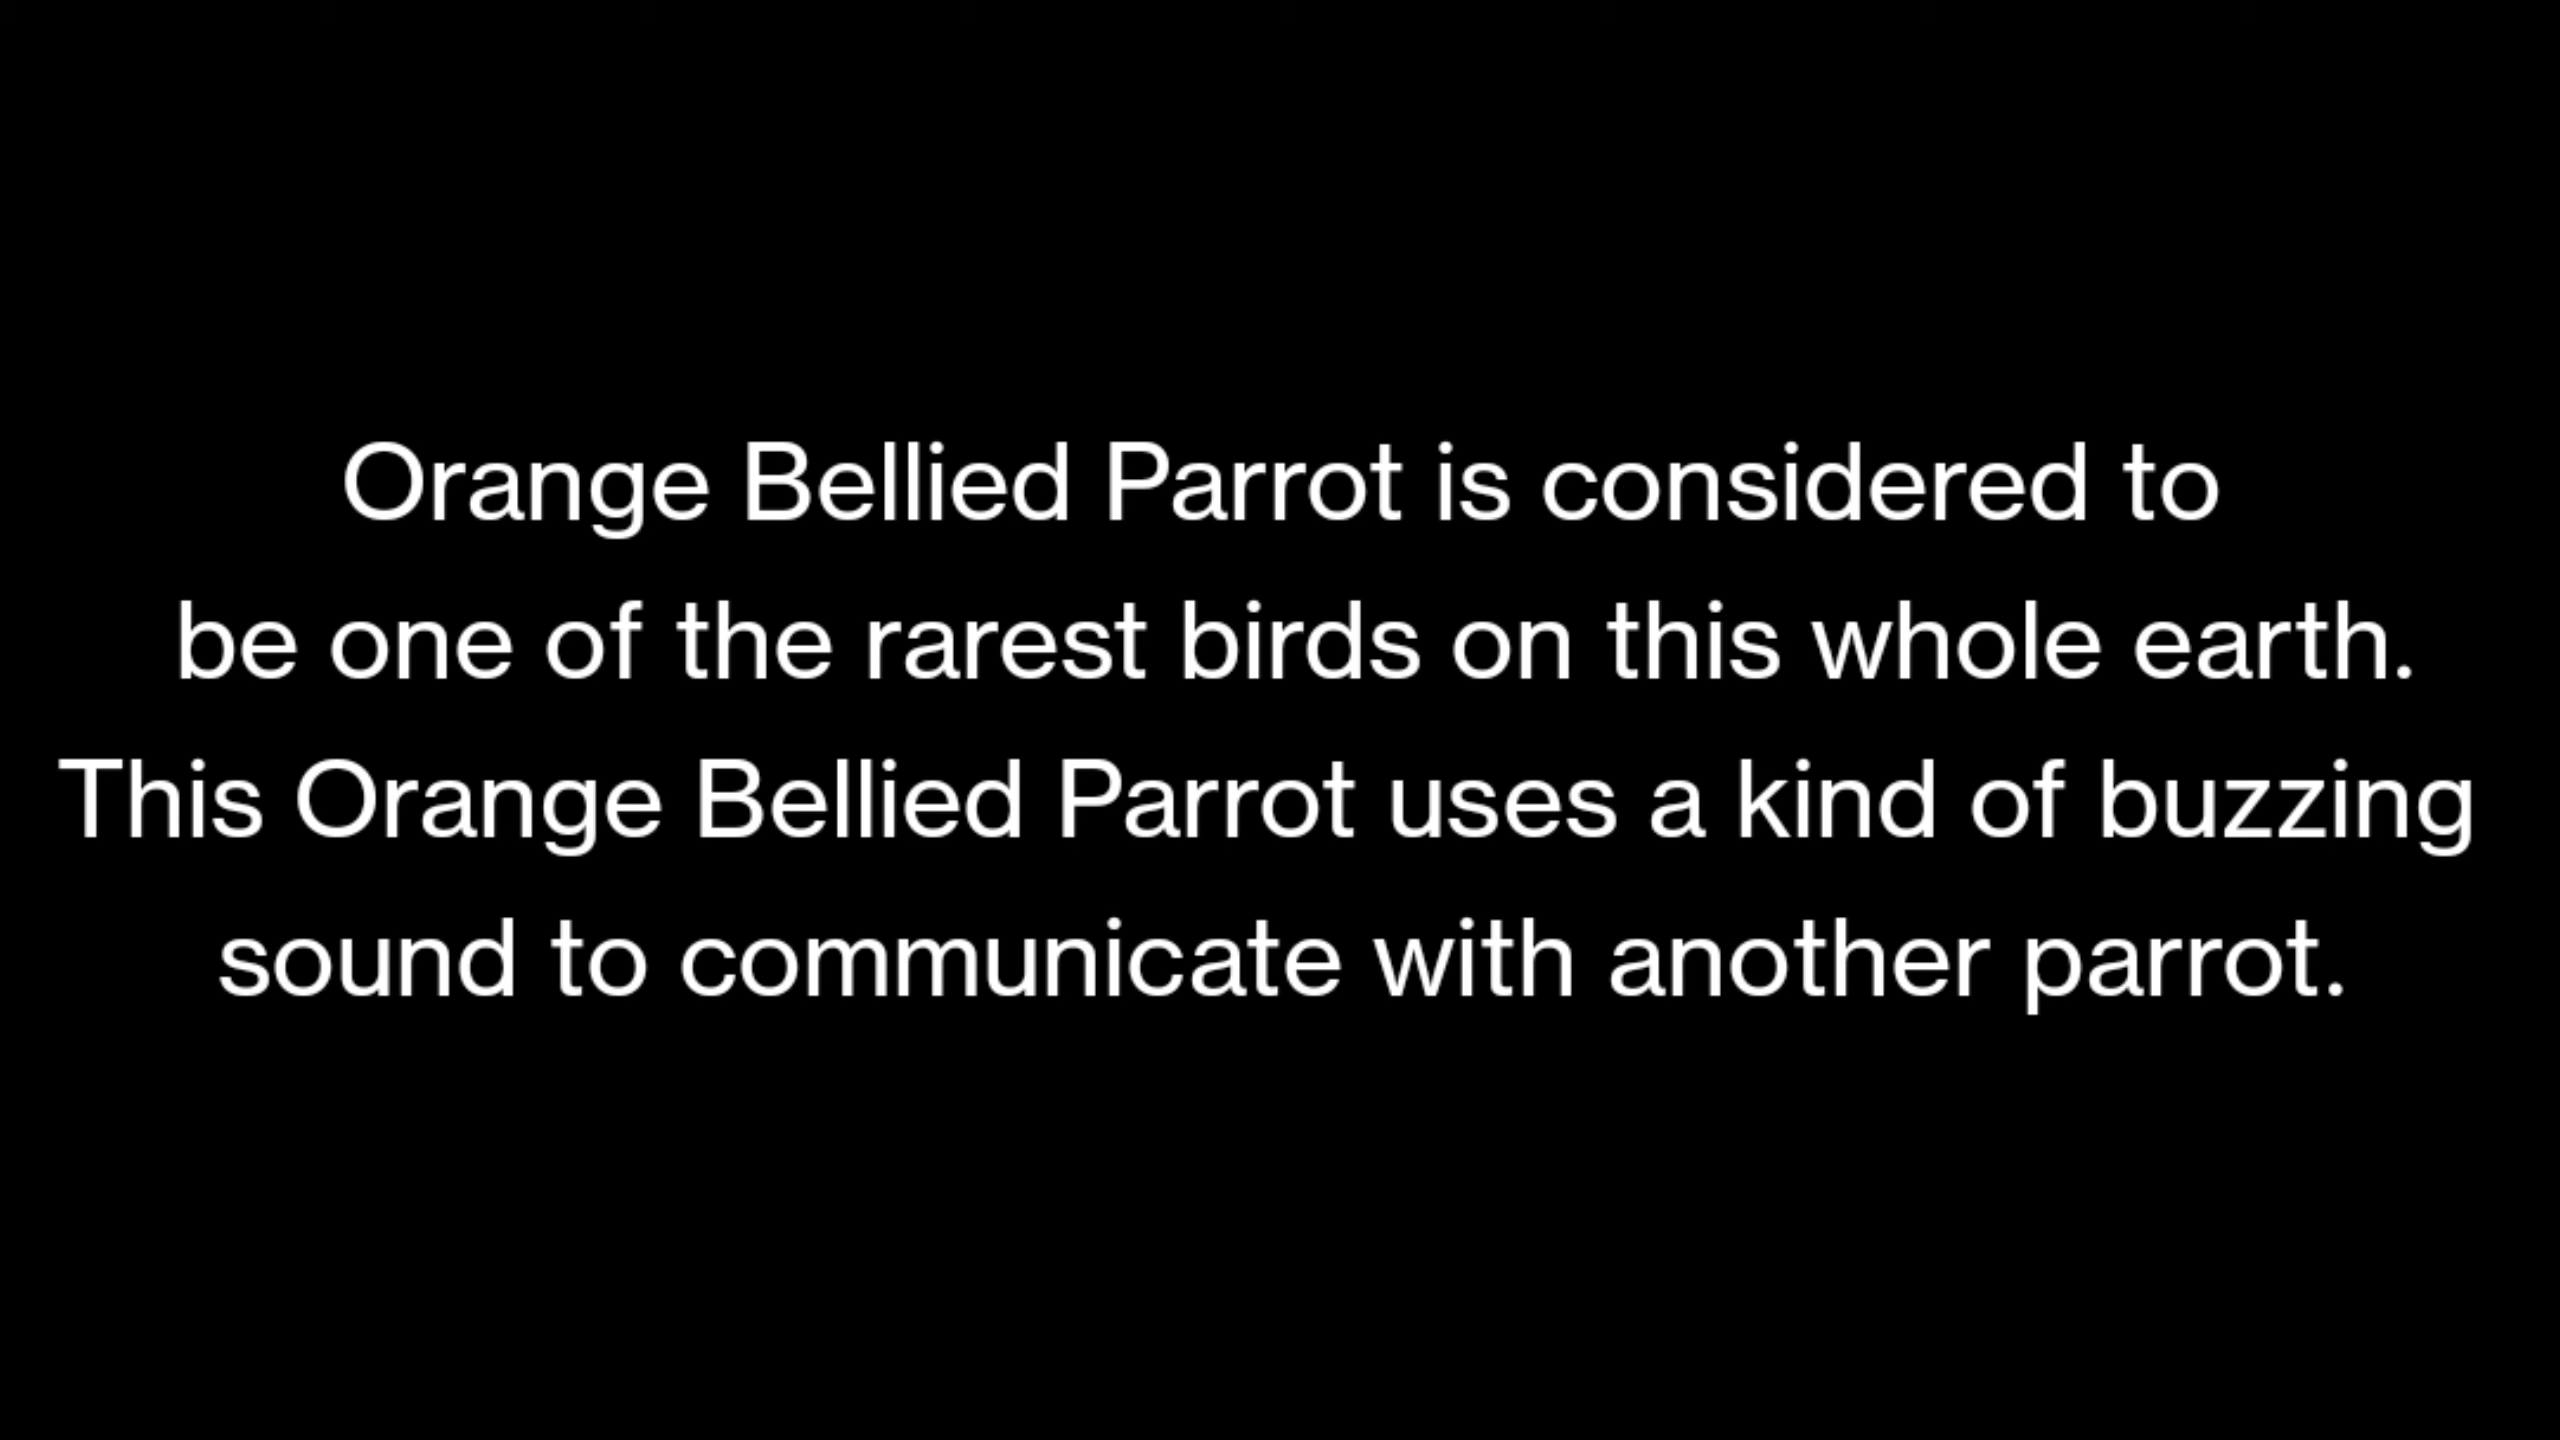 Orange Bellied Parrot is considered to
be one of the rarest birds on this whole earth.
This Orange Bellied Parrot uses a kind of buzzing
sound to communicate with another parrot.